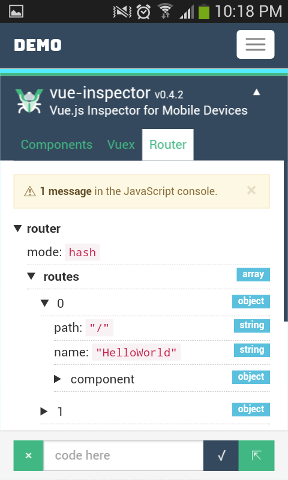 10:18 PM
DEMO
vue-inspector v0.4.2
Vue.js Inspector for Mobile Devices
Components Vuex Router
1 message in the JavaScript console. ×
router
mode: hash
routes array
0 object
path: "/" string
name: "HelloWorld" string
component object
1 object
× code here ✓